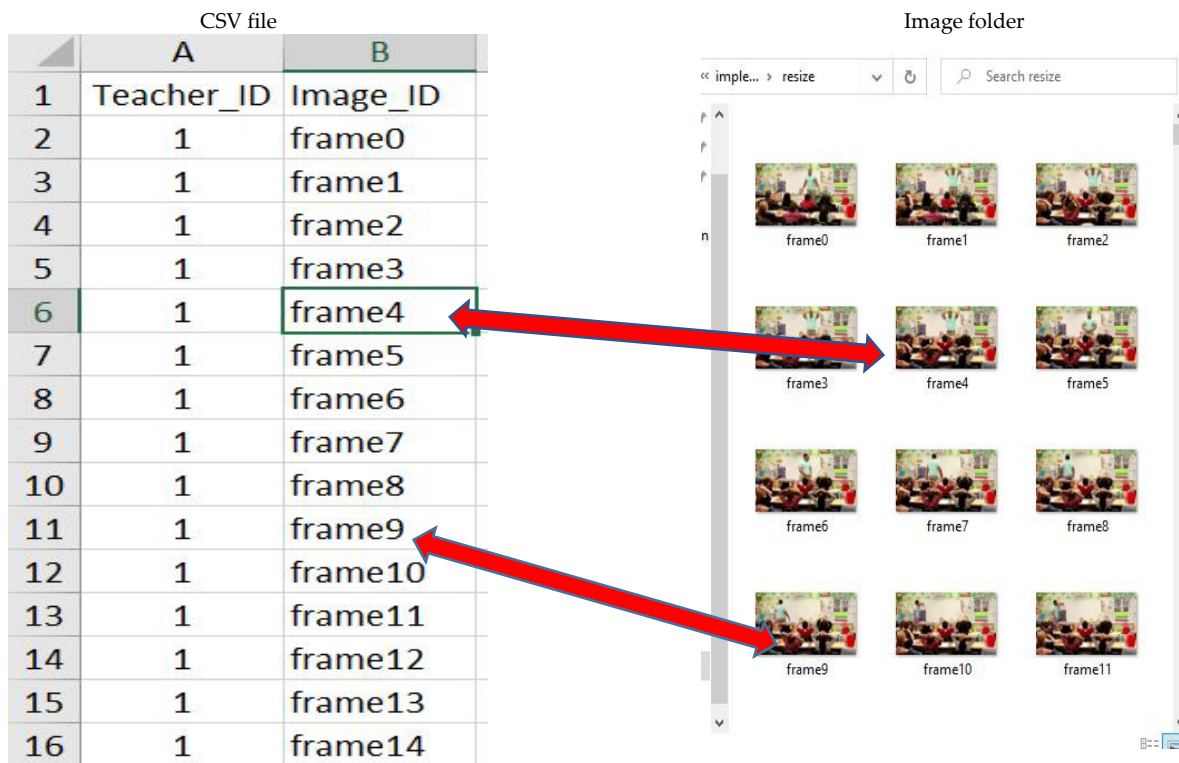 CSV file
A B
1 Teacher_ID Image_ID
2 1 frame0
3 1 frame1
4 1 frame2
5 1 frame3
6 1 frame4
7 1 frame5
8 1 frame6
9 1 frame7
10 1 frame8
11 1 frame9
12 1 frame10
13 1 frame11
14 1 frame12
15 1 frame13
16 1 frame14
Image folder
« imple... › resize Search resize
n
frame0 frame1 frame2
frame3 frame4 frame5
frame6 frame7 frame8
frame9 frame10 frame11